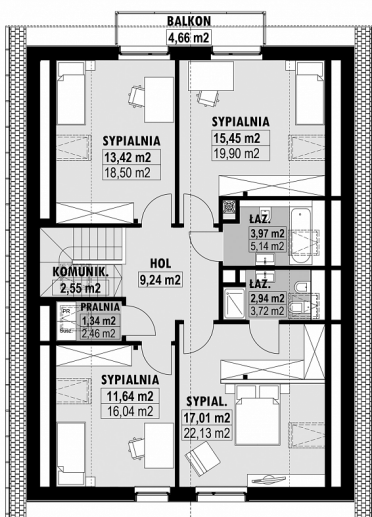 BALKON
4,66 m2
SYPIALNIA
13,42 m2
18,50 m2
SYPIALNIA
15,45 m2
19,90 m2
ŁAZ.
3,97 m2
5,14 m2
HOL
9,24 m2
KOMUNIK.
2,55 m2
ŁAZ.
2,94 m2
3,72 m2
PRALNIA
1,34 m2
2,46 m2
PR
Susz.
SYPIALNIA
11,64 m2
16,04 m2
SYPIAL.
17,01 m2
22,13 m2